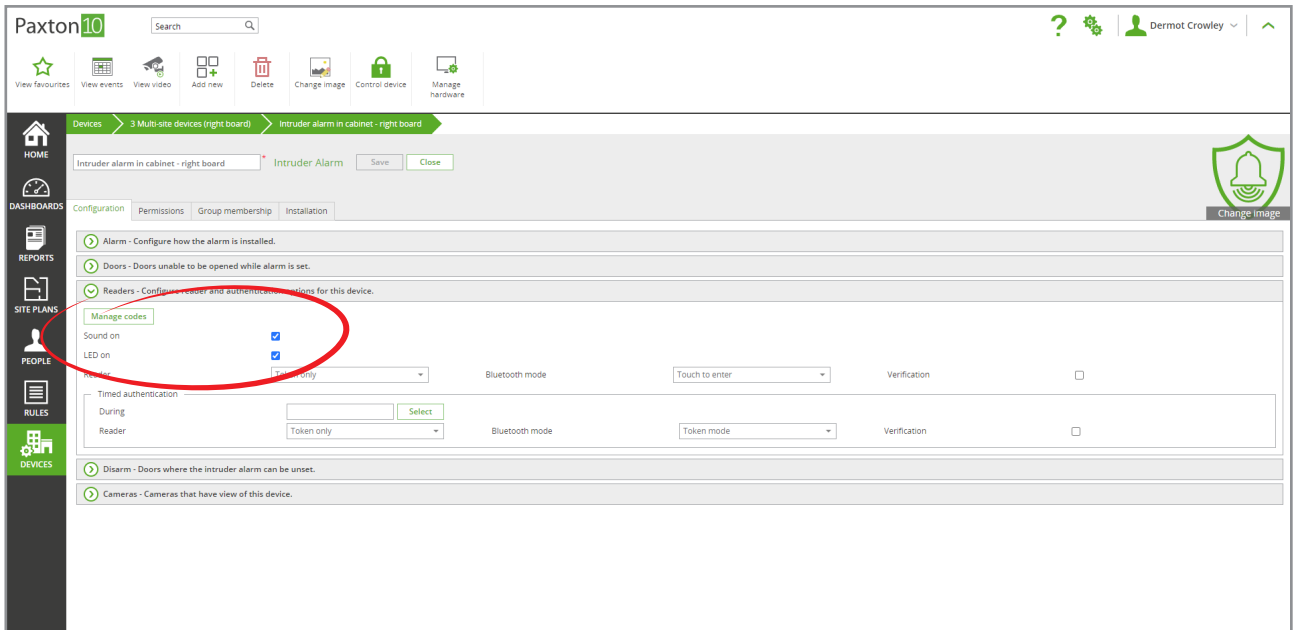 Paxton10
Search
Dermot Crowley
View favourites
View events
View video
Add new
Delete
Change image
Control device
Manage hardware
Devices
3 Multi-site devices (right board)
Intruder alarm in cabinet - right board
HOME
DASHBOARDS
REPORTS
SITE PLANS
PEOPLE
RULES
DEVICES
Intruder alarm in cabinet - right board * Intruder Alarm Save Close
Change image
Configuration Permissions Group membership Installation
Alarm - Configure how the alarm is installed.
Doors - Doors unable to be opened while alarm is set.
Readers - Configure reader and authentication options for this device.
Manage codes
Sound on
LED on
Reader Token only Bluetooth mode Touch to enter Verification
Timed authentication
During Select
Reader Token only Bluetooth mode Token mode Verification
Disarm - Doors where the intruder alarm can be unset.
Cameras - Cameras that have view of this device.